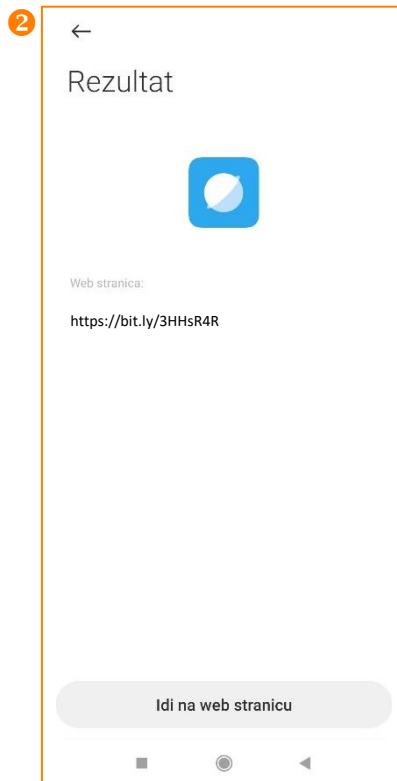 2
Rezultat
Web stranica:
https://bit.ly/3HHsR4R
Idi na web stranicu